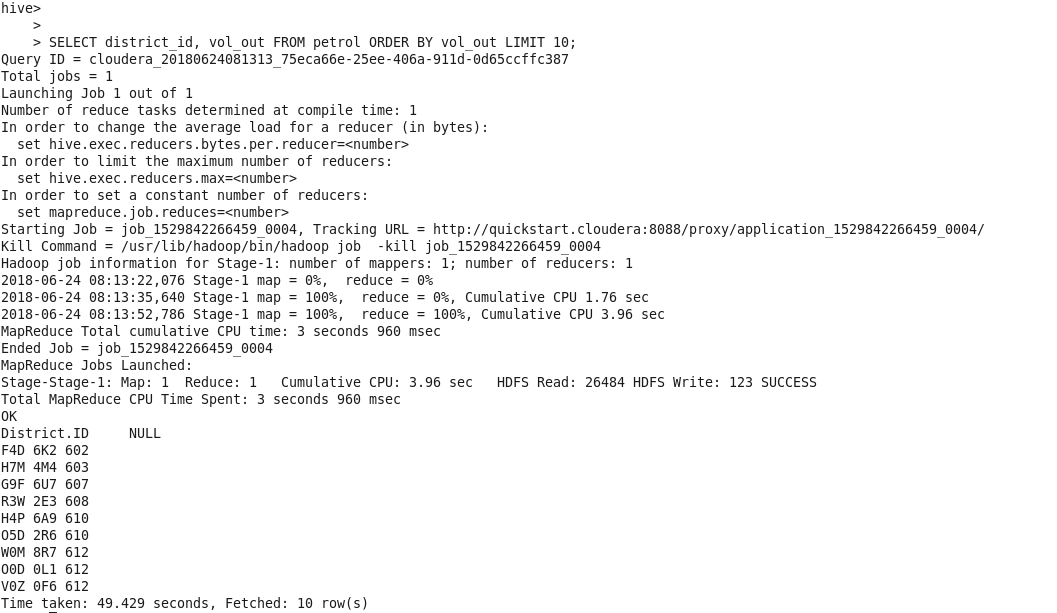 hive>
    >
    > SELECT district_id, vol_out FROM petrol ORDER BY vol_out LIMIT 10;
Query ID = cloudera_20180624081313_75eca66e-25ee-406a-911d-0d65ccffc387
Total jobs = 1
Launching Job 1 out of 1
Number of reduce tasks determined at compile time: 1
In order to change the average load for a reducer (in bytes):
  set hive.exec.reducers.bytes.per.reducer=<number>
In order to limit the maximum number of reducers:
  set hive.exec.reducers.max=<number>
In order to set a constant number of reducers:
  set mapreduce.job.reduces=<number>
Starting Job = job_1529842266459_0004, Tracking URL = http://quickstart.cloudera:8088/proxy/application_1529842266459_0004/
Kill Command = /usr/lib/hadoop/bin/hadoop job  -kill job_1529842266459_0004
Hadoop job information for Stage-1: number of mappers: 1; number of reducers: 1
2018-06-24 08:13:22,076 Stage-1 map = 0%,  reduce = 0%
2018-06-24 08:13:35,640 Stage-1 map = 100%,  reduce = 0%, Cumulative CPU 1.76 sec
2018-06-24 08:13:52,786 Stage-1 map = 100%,  reduce = 100%, Cumulative CPU 3.96 sec
MapReduce Total cumulative CPU time: 3 seconds 960 msec
Ended Job = job_1529842266459_0004
MapReduce Jobs Launched:
Stage-Stage-1: Map: 1  Reduce: 1   Cumulative CPU: 3.96 sec   HDFS Read: 26484 HDFS Write: 123 SUCCESS
Total MapReduce CPU Time Spent: 3 seconds 960 msec
OK
District.ID     NULL
F4D 6K2 602
H7M 4M4 603
G9F 6U7 607
R3W 2E3 608
H4P 6A9 610
O5D 2R6 610
W0M 8R7 612
O0D 0L1 612
V0Z 0F6 612
Time taken: 49.429 seconds, Fetched: 10 row(s)